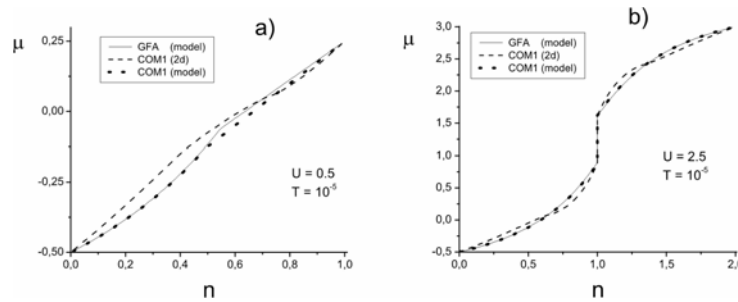 a)
μ
0,25
0,00
-0,25
-0,50
GFA (model)
COM1 (2d)
COM1 (model)
U = 0.5
T = 10⁻⁵
0,0 0,2 0,4 0,6 0,8 1,0
n
b)
μ
3,0
2,5
2,0
1,5
1,0
0,5
0,0
-0,5
GFA (model)
COM1 (2d)
COM1 (model)
U = 2.5
T = 10⁻⁵
0,0 0,5 1,0 1,5 2,0
n